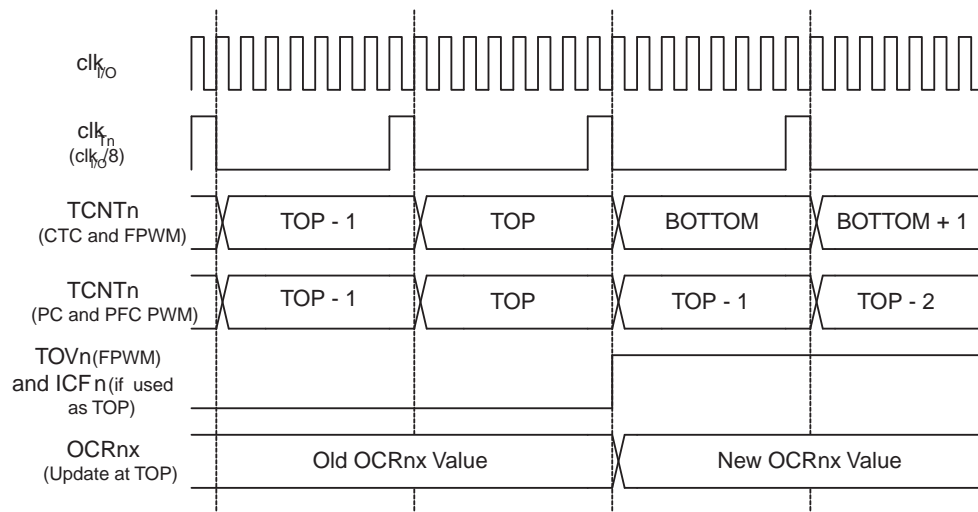 clkI/O
clkTn
(clkI/O/8)
TCNTn
(CTC and FPWM)
TOP - 1
TOP
BOTTOM
BOTTOM + 1
TCNTn
(PC and PFC PWM)
TOP - 1
TOP
TOP - 1
TOP - 2
TOVn(FPWM)
and ICFn(if used
as TOP)
OCRnx
(Update at TOP)
Old OCRnx Value
New OCRnx Value